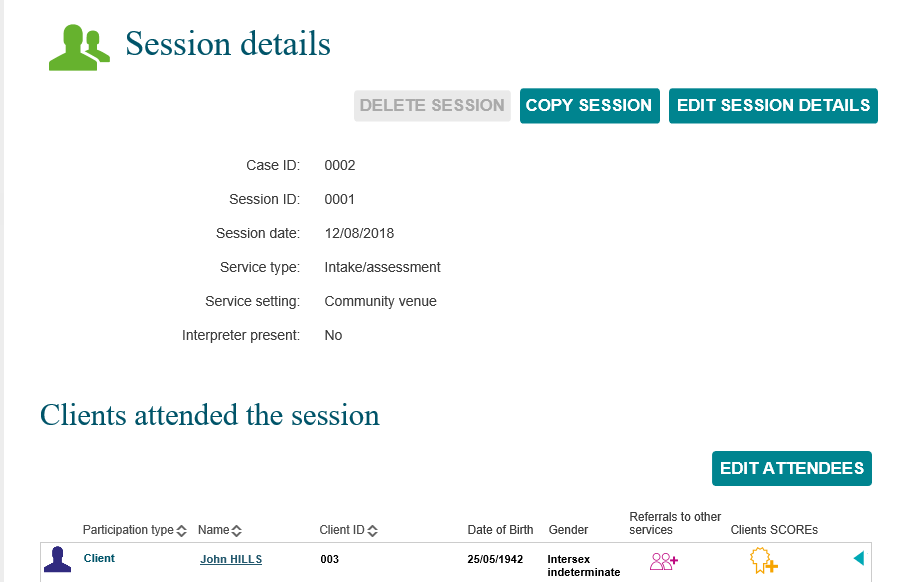 Session details
DELETE SESSION COPY SESSION EDIT SESSION DETAILS
Case ID: 0002
Session ID: 0001
Session date: 12/08/2018
Service type: Intake/assessment
Service setting: Community venue
Interpreter present: No
Clients attended the session
EDIT ATTENDEES
Participation type Name Client ID Date of Birth Gender Referrals to other services Clients SCOREs
Client John HILLS 003 25/05/1942 Intersex
indeterminate